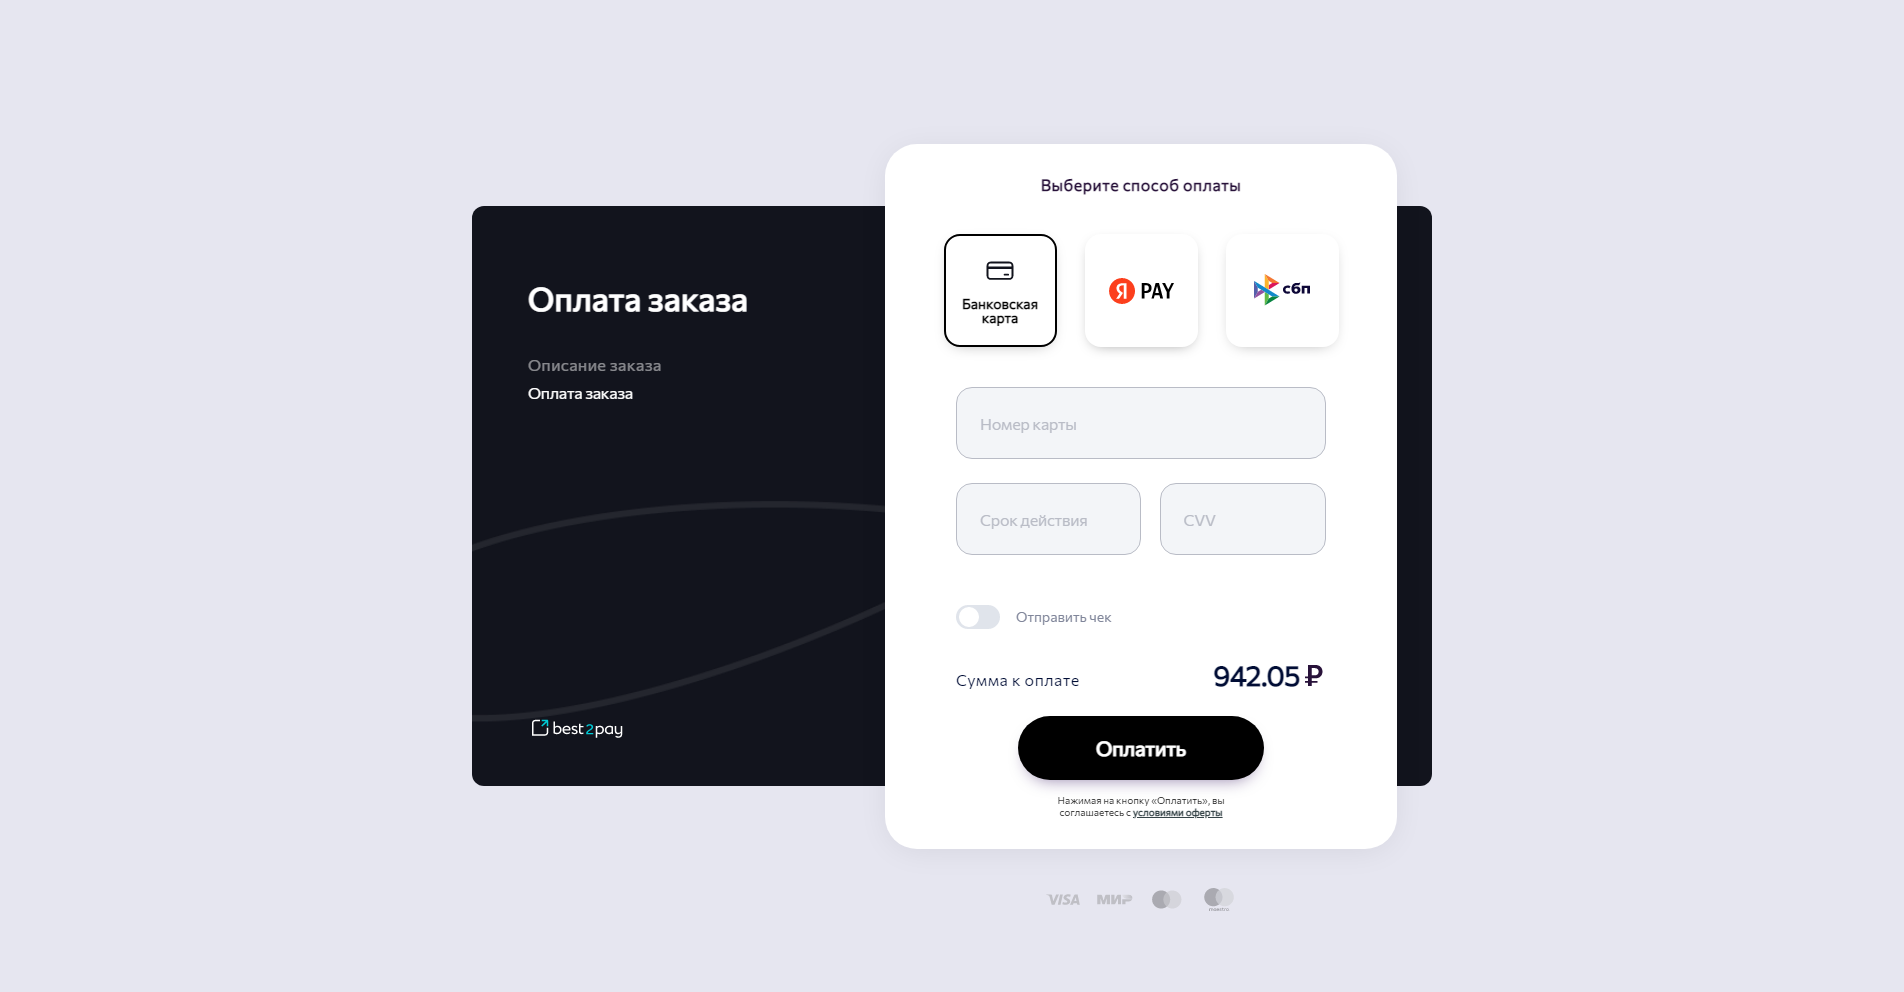 Оплата заказа
Описание заказа
Оплата заказа
best2pay
Выберите способ оплаты
Банковская
карта
Я PAY
сбп
Номер карты
Срок действия
CVV
Отправить чек
Сумма к оплате
942.05 ₽
Оплатить
Нажимая на кнопку «Оплатить», вы
соглашаетесь с условиями оферты
VISA
МИР
maestro